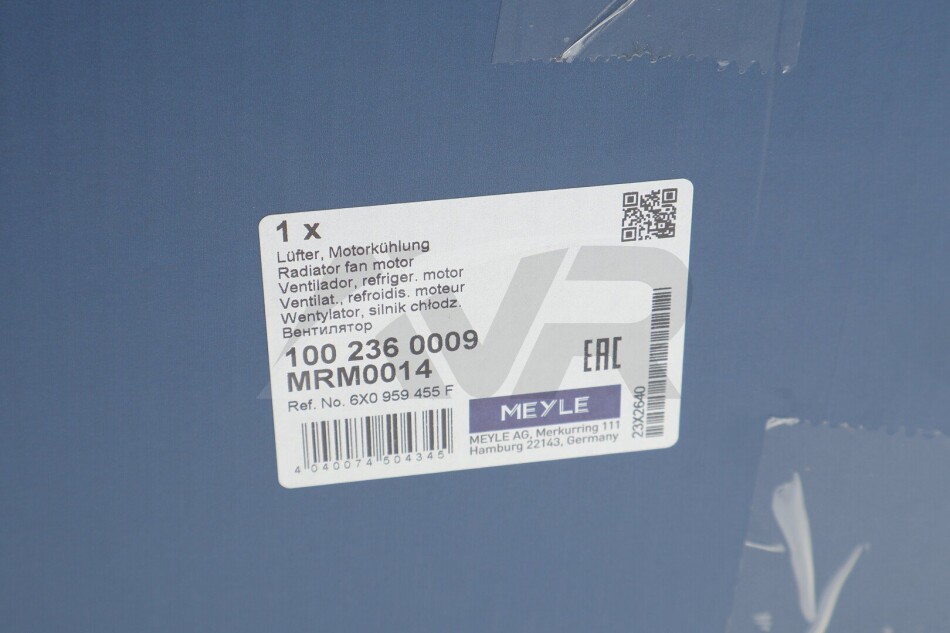 1 x
Lüfter, Motorkühlung
Radiator fan motor
Ventilador, refriger. motor
Ventilat., refroidis. moteur
Wentylator, silnik chłodz.
Вентилятор
100 236 0009
MRM0014
Ref. No. 6X0 959 455 F
4 040074 504345
EAC
MEYLE
MEYLE AG, Merkurring 111
Hamburg 22143, Germany
23X2640
VR